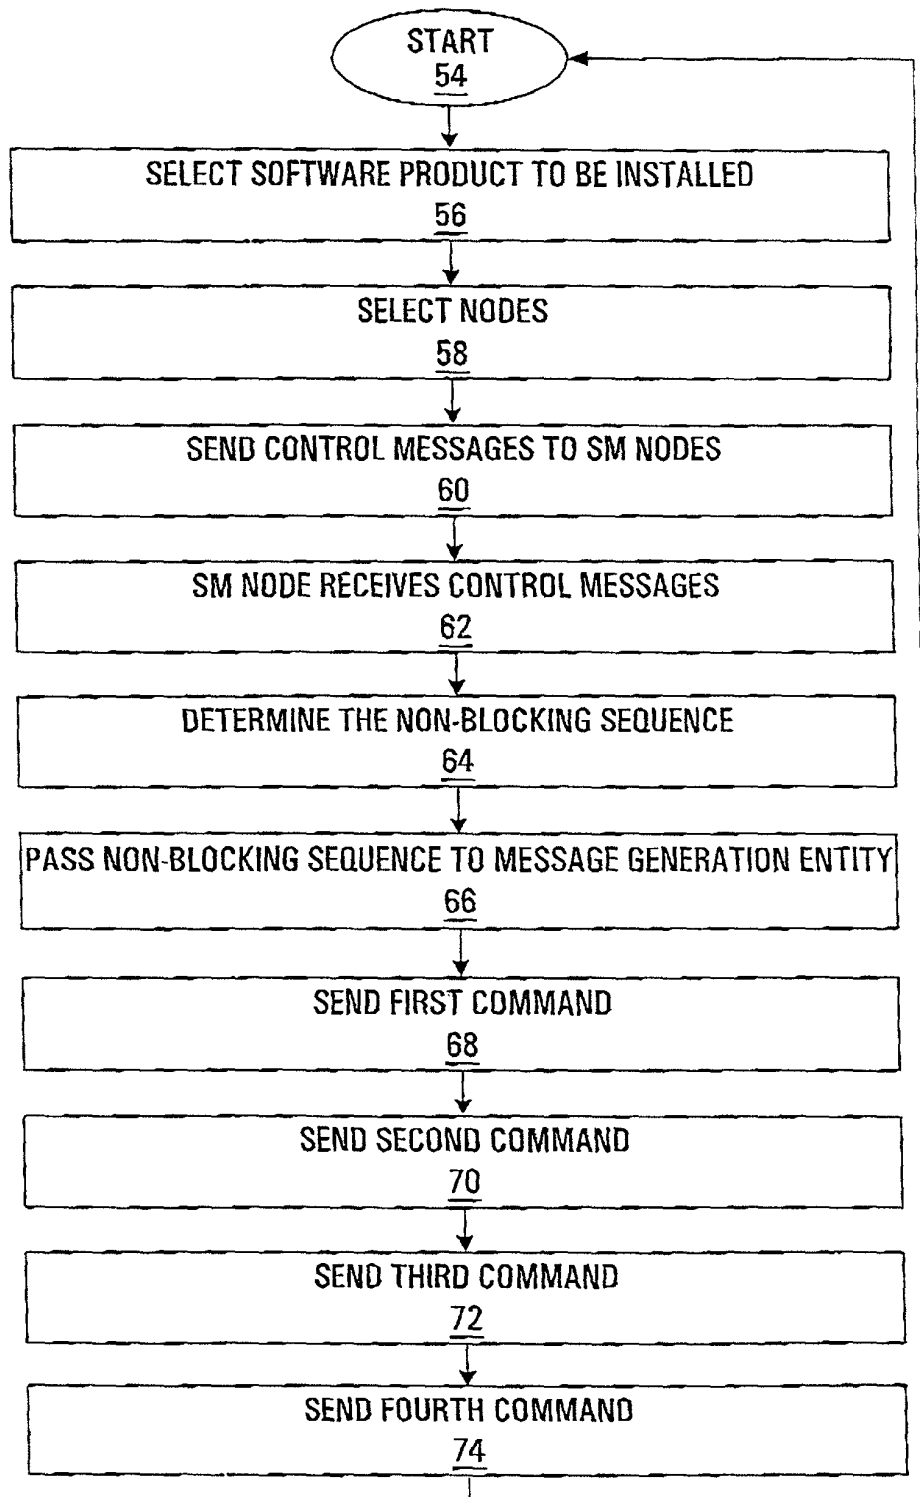 START
54
SELECT SOFTWARE PRODUCT TO BE INSTALLED
56
SELECT NODES
58
SEND CONTROL MESSAGES TO SM NODES
60
SM NODE RECEIVES CONTROL MESSAGES
62
DETERMINE THE NON-BLOCKING SEQUENCE
64
PASS NON-BLOCKING SEQUENCE TO MESSAGE GENERATION ENTITY
66
SEND FIRST COMMAND
68
SEND SECOND COMMAND
70
SEND THIRD COMMAND
72
SEND FOURTH COMMAND
74